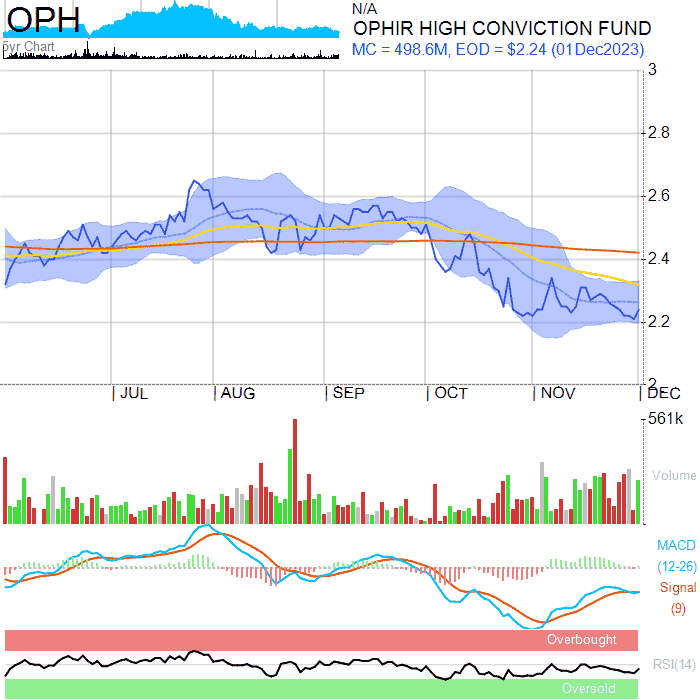 OPH
5yr Chart
N/A
OPHIR HIGH CONVICTION FUND
MC = 498.6M, EOD = $2.24 (01Dec2023)
3
2.8
2.6
2.4
2.2
2
JUL AUG SEP OCT NOV DEC
561k
Volume
MACD
(12-26)
Signal
(9)
Overbought
RSI(14)
Oversold